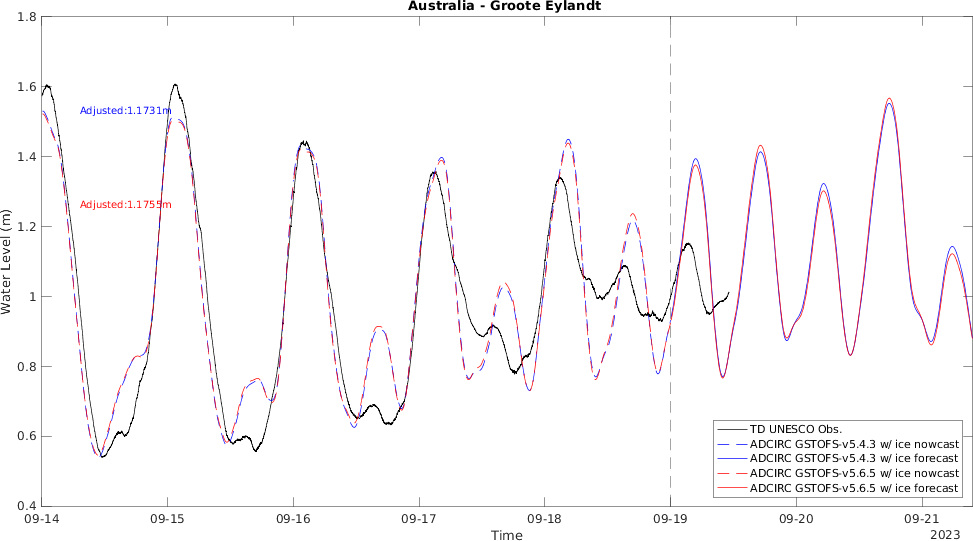 Australia - Groote Eylandt
Water Level (m)
1.8
1.6
1.4
1.2
1
0.8
0.6
0.4
Adjusted:1.1731m
Adjusted:1.1755m
TD UNESCO Obs.
ADCIRC GSTOFS-v5.4.3 w/ ice nowcast
ADCIRC GSTOFS-v5.4.3 w/ ice forecast
ADCIRC GSTOFS-v5.6.5 w/ ice nowcast
ADCIRC GSTOFS-v5.6.5 w/ ice forecast
09-14 09-15 09-16 09-17 09-18 09-19 09-20 09-21
Time
2023